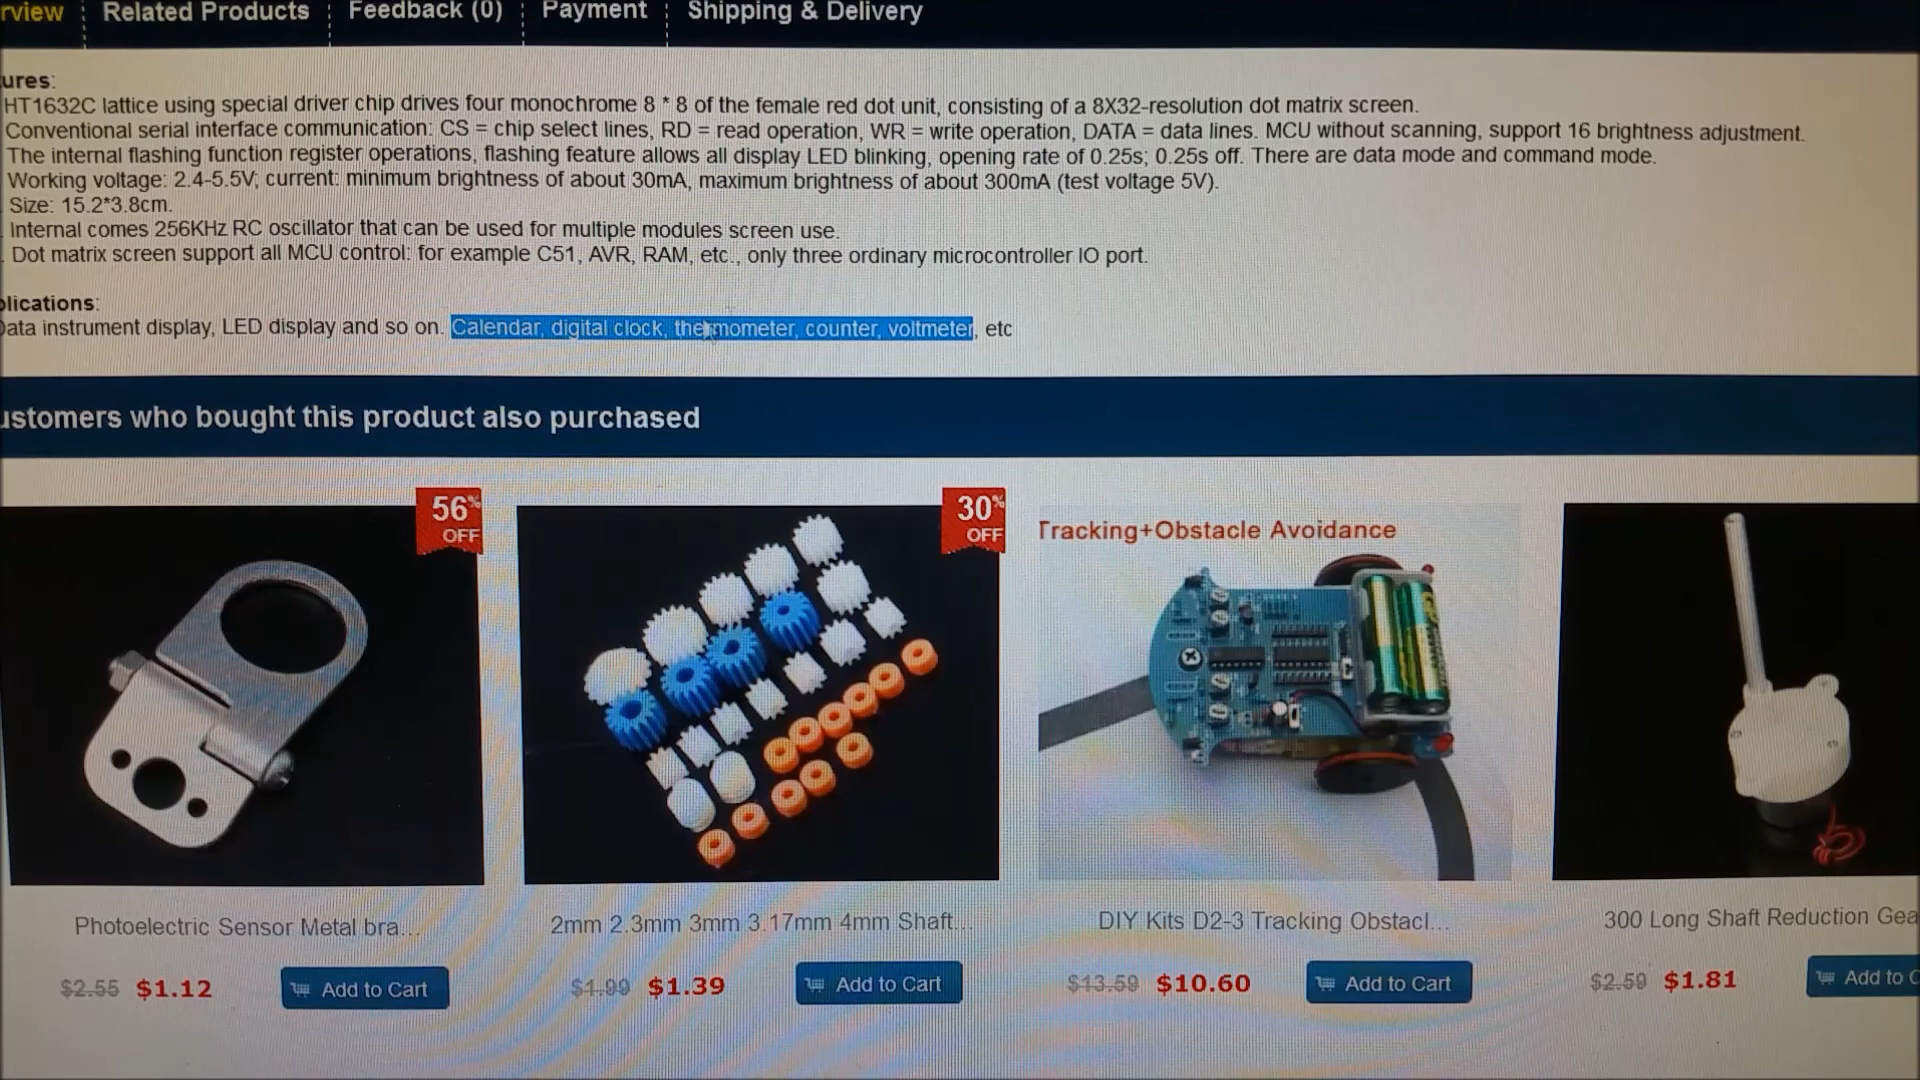 rview Related Products Feedback (0) Payment Shipping & Delivery
ures:
HT1632C lattice using special driver chip drives four monochrome 8 * 8 of the female red dot unit, consisting of a 8X32-resolution dot matrix screen.
Conventional serial interface communication: CS = chip select lines, RD = read operation, WR = write operation, DATA = data lines. MCU without scanning, support 16 brightness adjustment.
The internal flashing function register operations, flashing feature allows all display LED blinking, opening rate of 0.25s; 0.25s off. There are data mode and command mode.
Working voltage: 2.4-5.5V; current: minimum brightness of about 30mA, maximum brightness of about 300mA (test voltage 5V).
Size: 15.2*3.8cm.
Internal comes 256KHz RC oscillator that can be used for multiple modules screen use.
. Dot matrix screen support all MCU control: for example C51, AVR, RAM, etc., only three ordinary microcontroller IO port.
plications:
Data instrument display, LED display and so on. Calendar, digital clock, thermometer, counter, voltmeter, etc
ustomers who bought this product also purchased
56% OFF
30% OFF
Tracking+Obstacle Avoidance
Photoelectric Sensor Metal bra...
2mm 2.3mm 3mm 3.17mm 4mm Shaft...
DIY Kits D2-3 Tracking Obstacl...
300 Long Shaft Reduction Gea
$2.55 $1.12 Add to Cart
$1.99 $1.39 Add to Cart
$13.59 $10.60 Add to Cart
$2.59 $1.81 Add to C